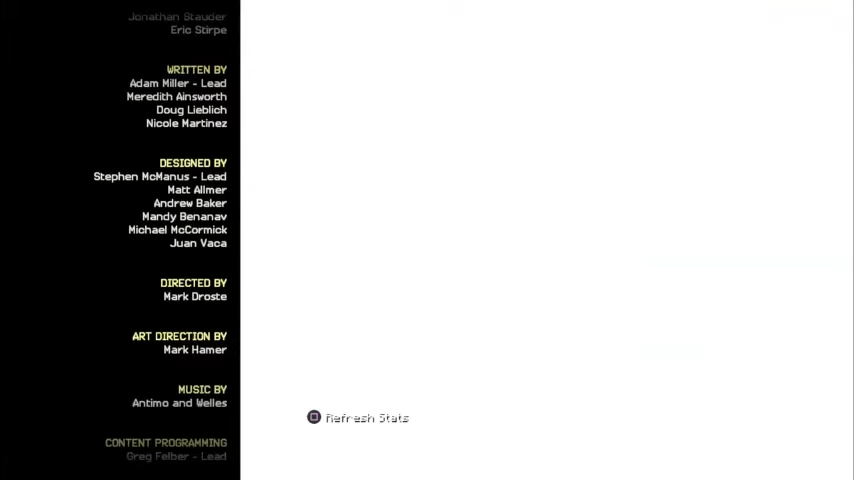 Jonathan Stauder
Eric Stirpe
WRITTEN BY
Adam Miller - Lead
Meredith Ainsworth
Doug Lieblich
Nicole Martinez
DESIGNED BY
Stephen McManus - Lead
Matt Allmer
Andrew Baker
Mandy Benanav
Michael McCormick
Juan Vaca
DIRECTED BY
Mark Droste
ART DIRECTION BY
Mark Hamer
MUSIC BY
Antimo and Welles
Refresh Stats
CONTENT PROGRAMMING
Greg Felber - Lead